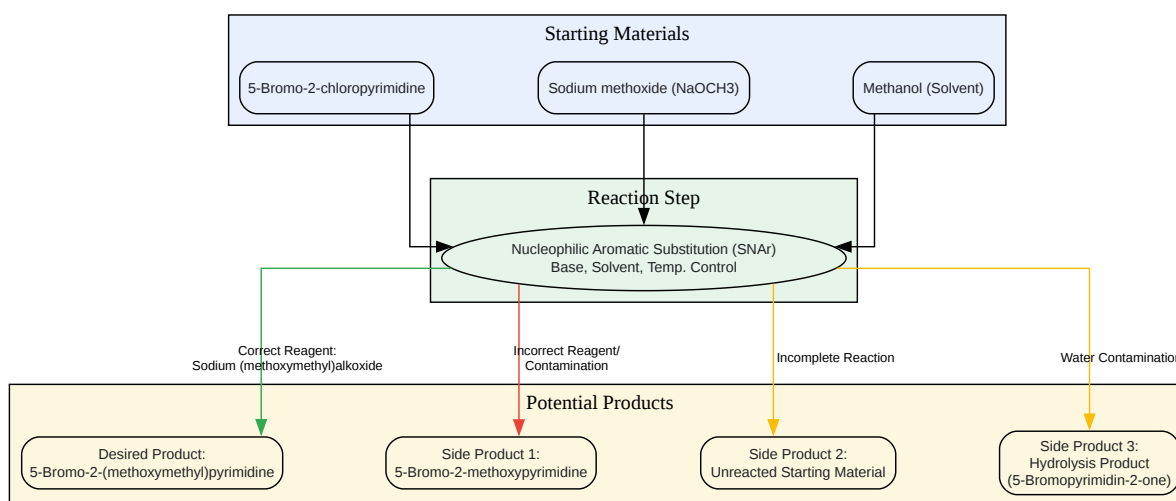 Starting Materials
5-Bromo-2-chloropyrimidine
Sodium methoxide (NaOCH3)
Methanol (Solvent)
Reaction Step
Nucleophilic Aromatic Substitution (SNAr)
Base, Solvent, Temp. Control
Correct Reagent:
Sodium (methoxymethyl)alkoxide
Incorrect Reagent/
Contamination
Incomplete Reaction
Water Contamination
Potential Products
Desired Product:
5-Bromo-2-(methoxymethyl)pyrimidine
Side Product 1:
5-Bromo-2-methoxypyrimidine
Side Product 2:
Unreacted Starting Material
Side Product 3:
Hydrolysis Product
(5-Bromopyrimidin-2-one)